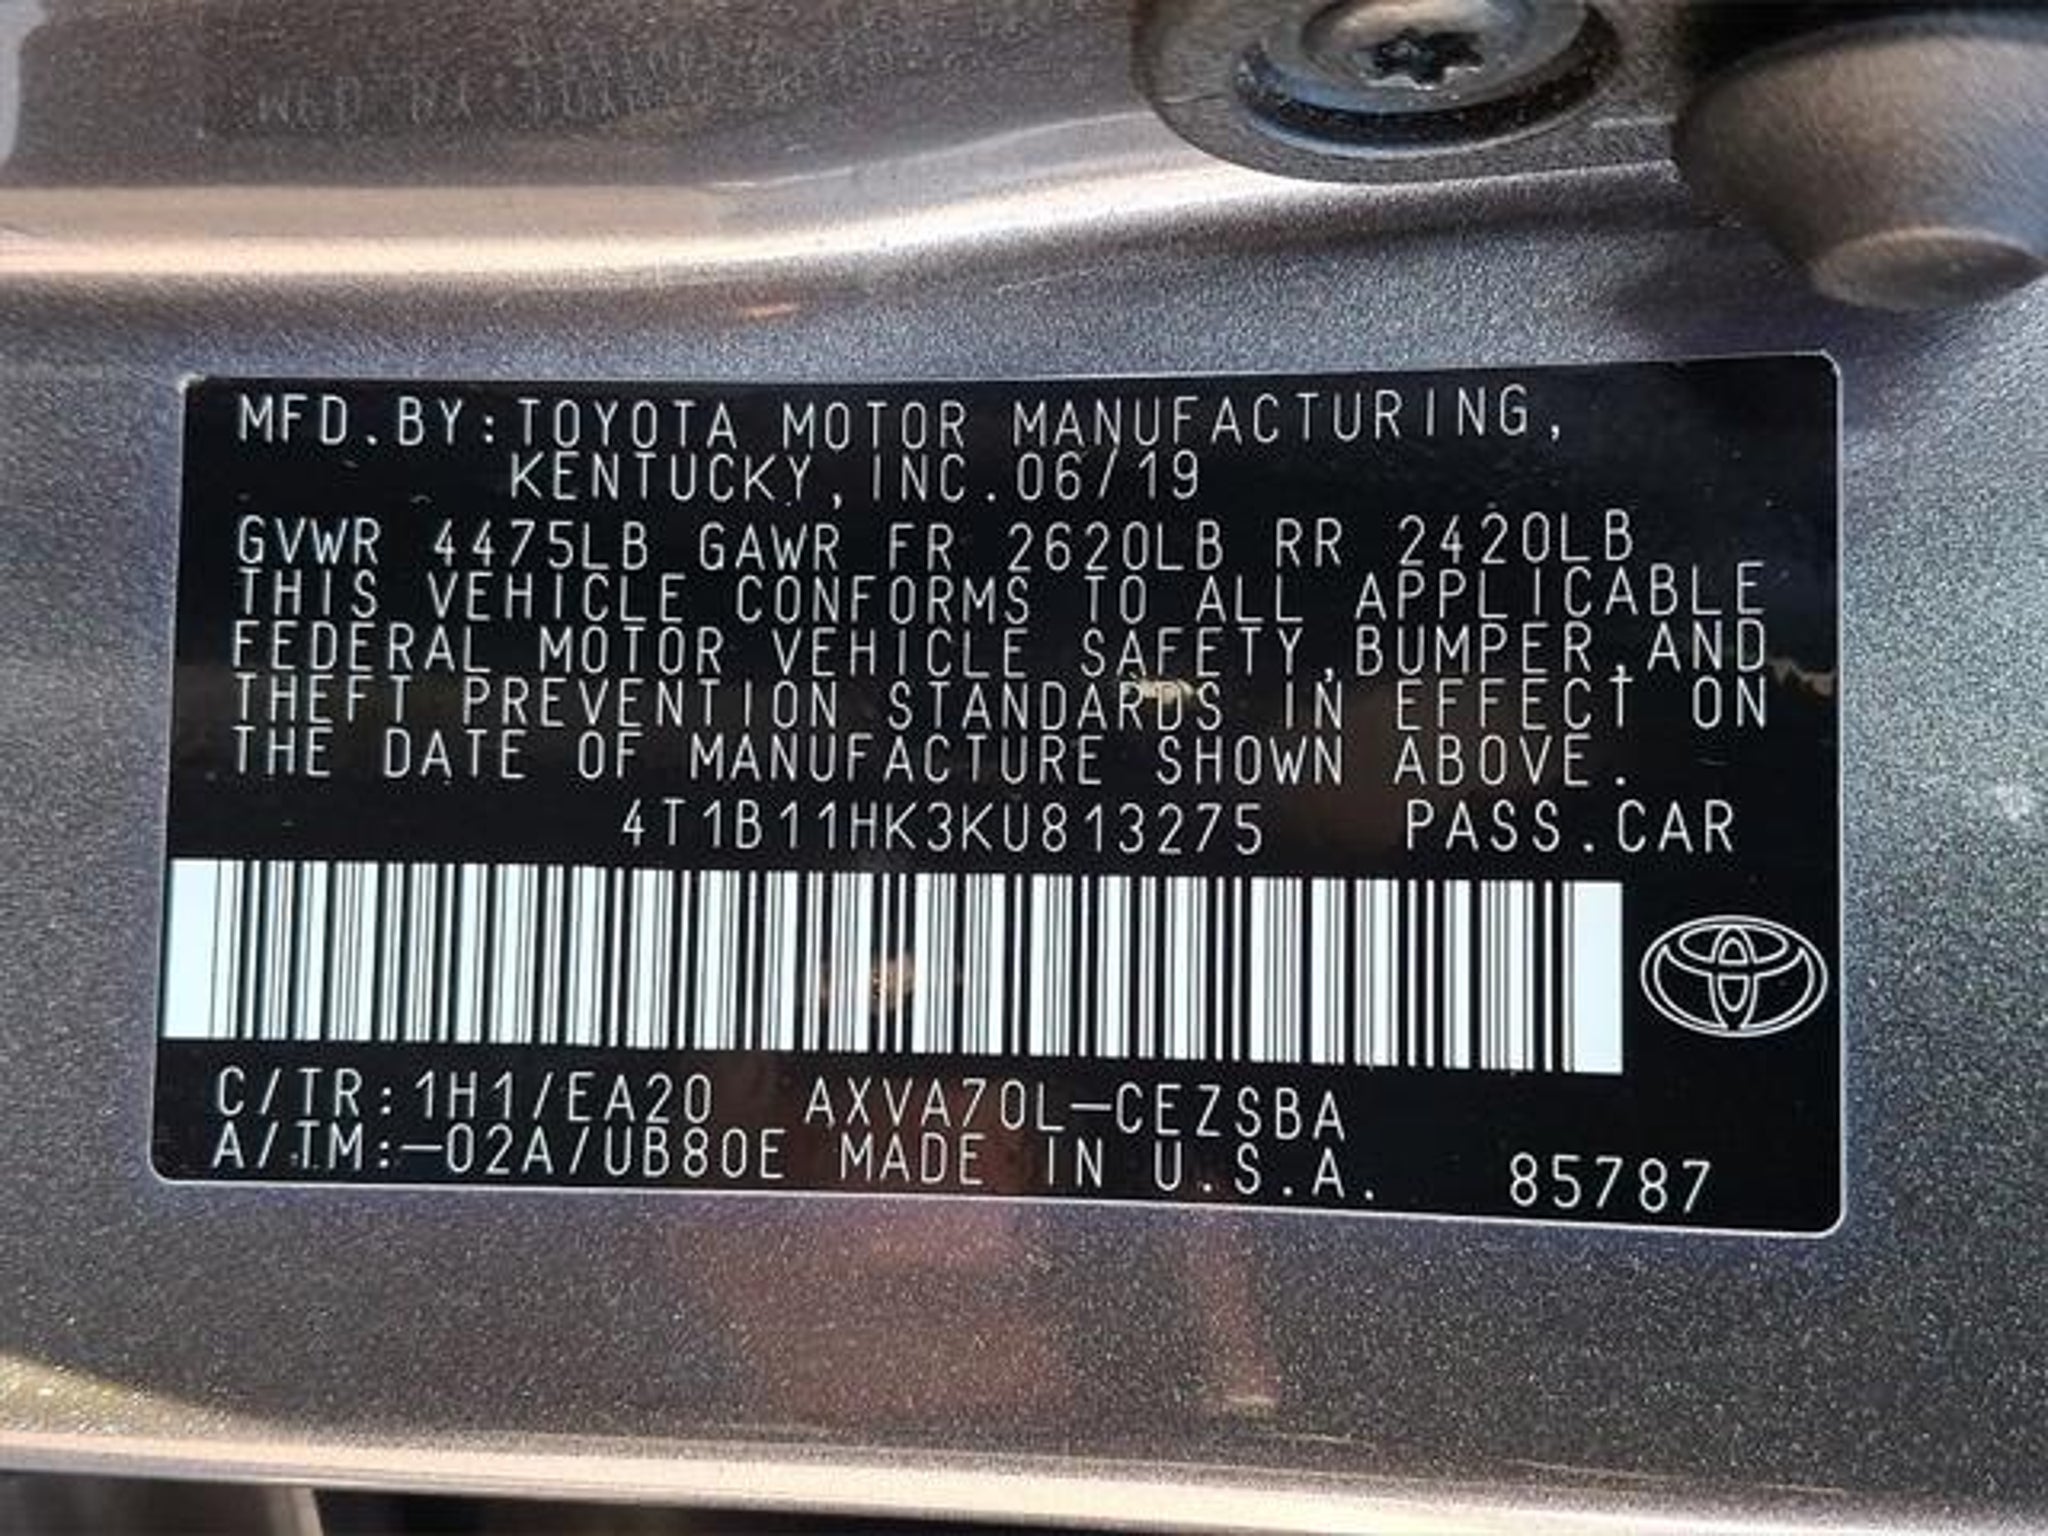 MFD.BY:TOYOTA MOTOR MANUFACTURING,
KENTUCKY,INC.06/19
GVWR 4475LB GAWR FR 2620LB RR 2420LB
THIS VEHICLE CONFORMS TO ALL APPLICABLE
FEDERAL MOTOR VEHICLE SAFETY,BUMPER,AND
THEFT PREVENTION STANDARDS IN EFFECT ON
THE DATE OF MANUFACTURE SHOWN ABOVE.
4T1B11HK3KU813275 PASS.CAR
C/TR:1H1/EA20 AXVA70L-CEZSBA
A/TM:-02A/UB80E MADE IN U.S.A. 85787